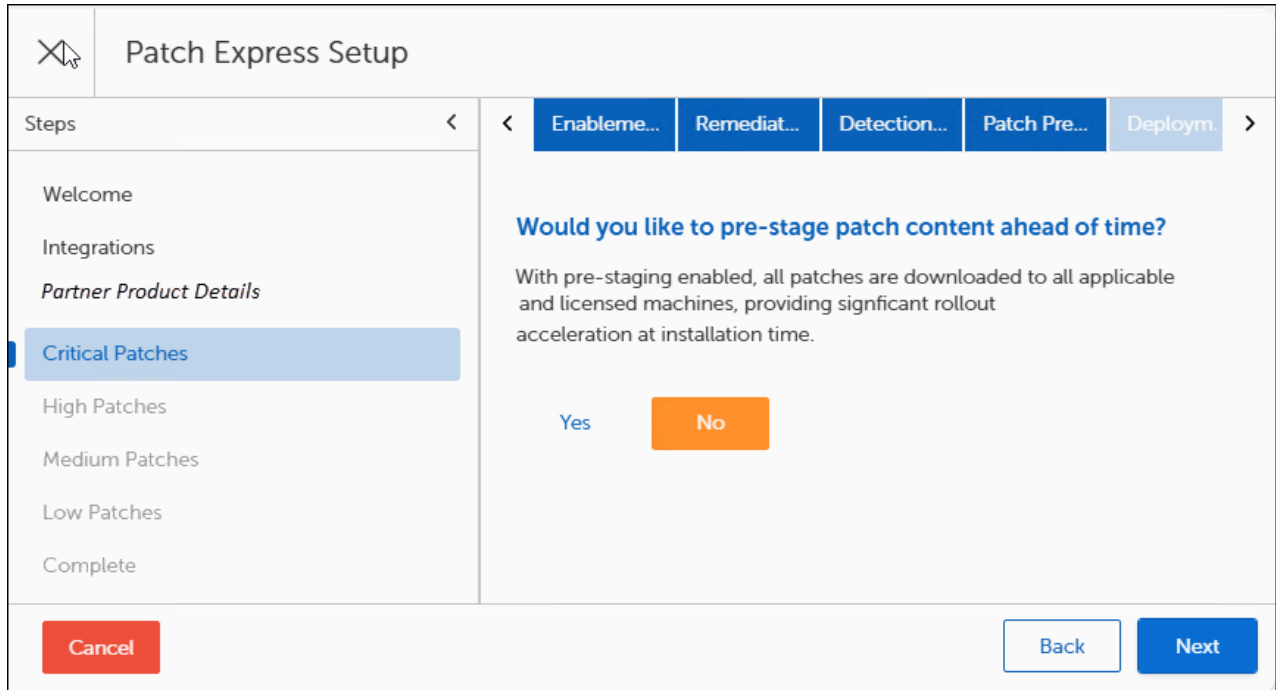 Patch Express Setup
Steps
Welcome
Integrations
Partner Product Details
Critical Patches
High Patches
Medium Patches
Low Patches
Complete
Enableme... Remediat... Detection... Patch Pre... Deploym.
Would you like to pre-stage patch content ahead of time?
With pre-staging enabled, all patches are downloaded to all applicable
and licensed machines, providing signficant rollout
acceleration at installation time.
Yes No
Cancel Back Next